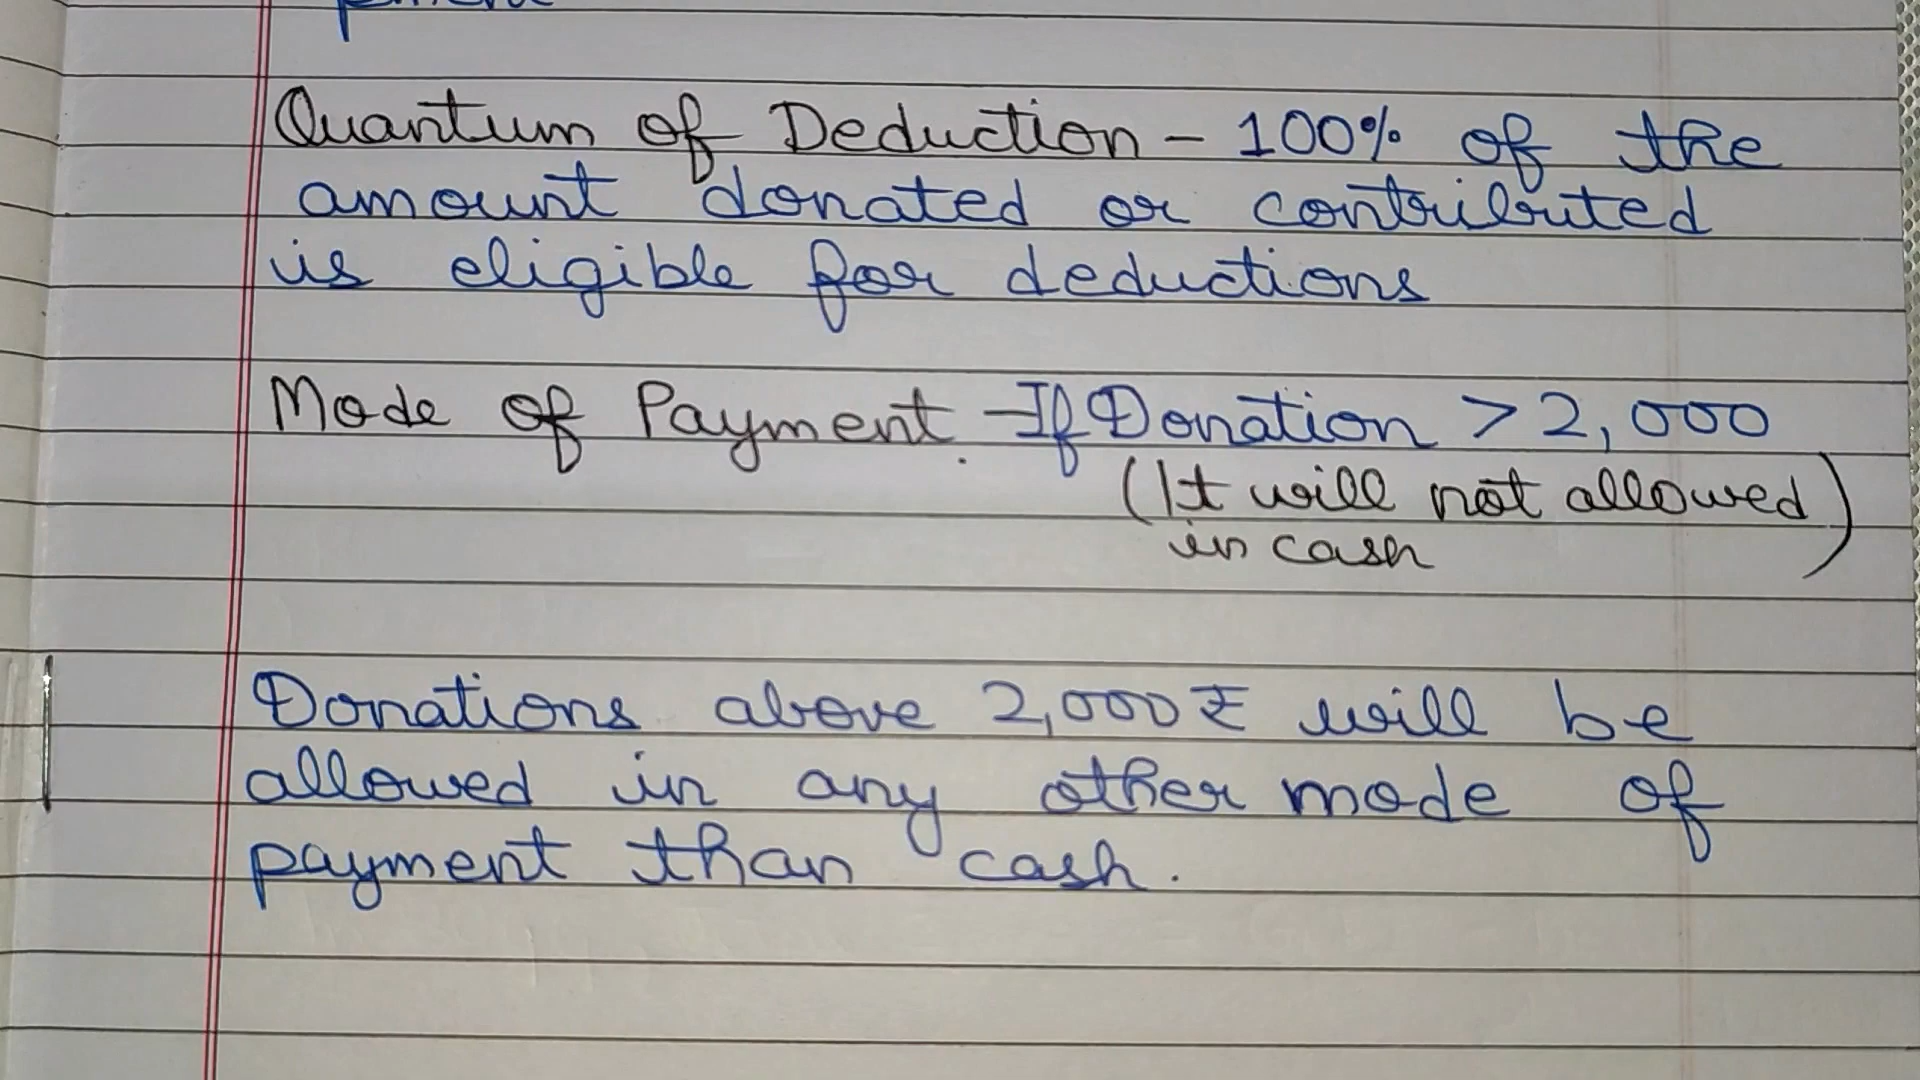 Quantum of Deduction - 100% of the
amount donated or contributed
is eligible for deductions
Mode of Payment - If Donation > 2,000
(It will not allowed)
in cash
Donations above 2,000 ₹ will be
allowed in any other mode of
payment than cash.